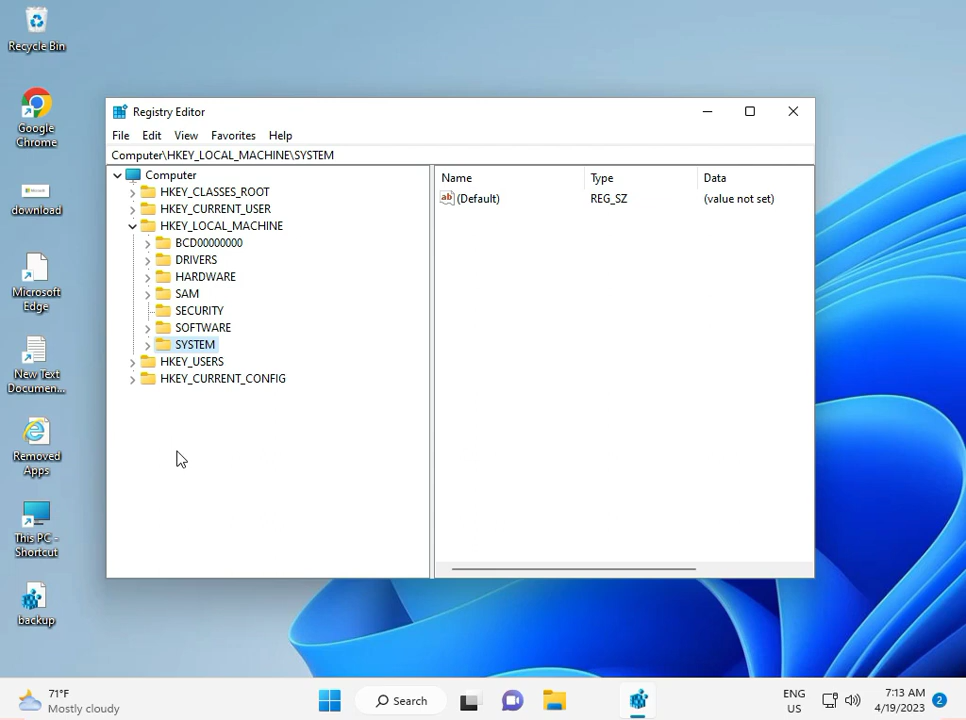 Recycle Bin
Google
Chrome
download
Microsoft
Edge
New Text
Documen...
Removed
Apps
This PC -
Shortcut
backup
Registry Editor
File Edit View Favorites Help
Computer\HKEY_LOCAL_MACHINE\SYSTEM
Computer
HKEY_CLASSES_ROOT
HKEY_CURRENT_USER
HKEY_LOCAL_MACHINE
BCD00000000
DRIVERS
HARDWARE
SAM
SECURITY
SOFTWARE
SYSTEM
HKEY_USERS
HKEY_CURRENT_CONFIG
Name Type Data
ab (Default) REG_SZ (value not set)
71°F
Mostly cloudy
Search
ENG
US
7:13 AM
4/19/2023
2